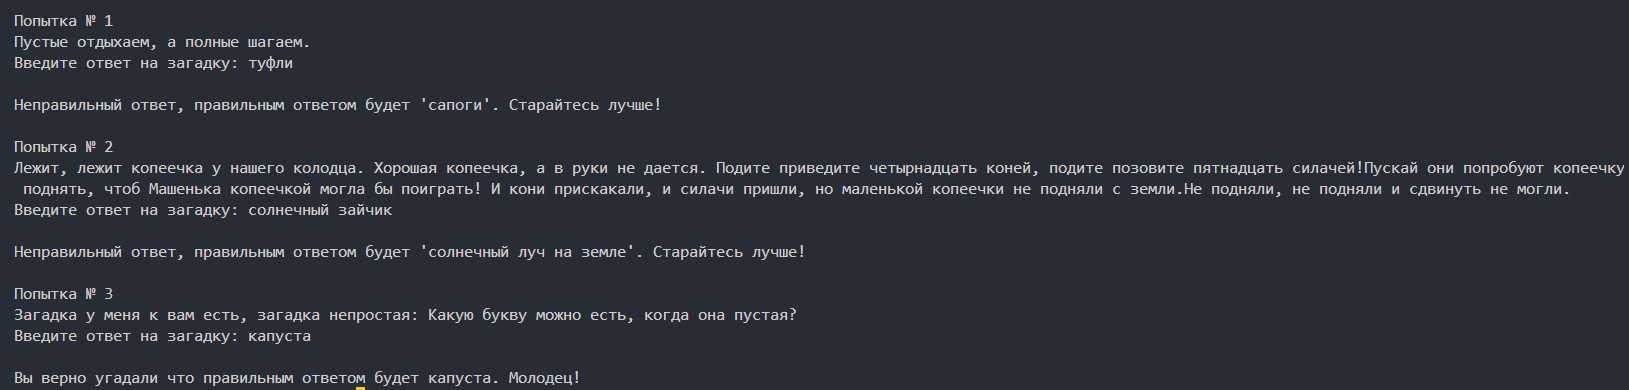 Попытка № 1
Пустые отдыхаем, а полные шагаем.
Введите ответ на загадку: туфли
Неправильный ответ, правильным ответом будет 'сапоги'. Старайтесь лучше!
Попытка № 2
Лежит, лежит копеечка у нашего колодца. Хорошая копеечка, а в руки не дается. Подите приведите четырнадцать коней, подите позовите пятнадцать силачей!Пускай они попробуют копеечку
поднять, чтоб Машенька копеечкой могла бы поиграть! И кони прискакали, и силачи пришли, но маленькой копеечки не подняли с земли.Не подняли, не подняли и сдвинуть не могли.
Введите ответ на загадку: солнечный зайчик
Неправильный ответ, правильным ответом будет 'солнечный луч на земле'. Старайтесь лучше!
Попытка № 3
Загадка у меня к вам есть, загадка непростая: Какую букву можно есть, когда она пустая?
Введите ответ на загадку: капуста
Вы верно угадали что правильным ответом будет капуста. Молодец!